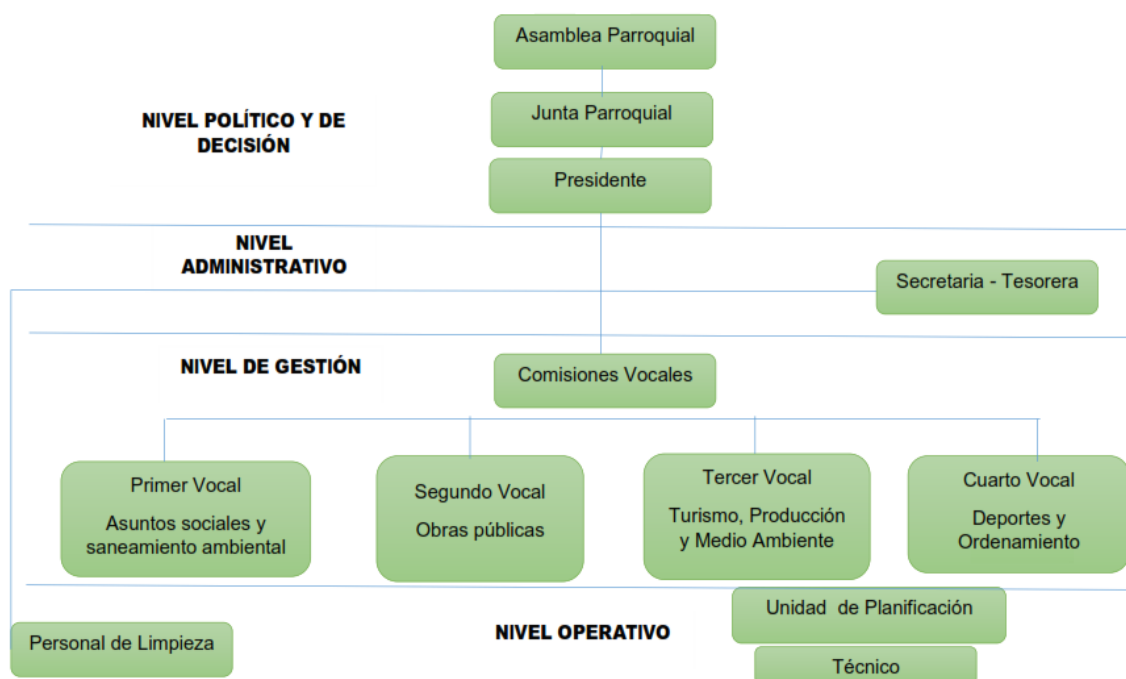 Asamblea Parroquial
NIVEL POLÍTICO Y DE
DECISIÓN
Junta Parroquial
Presidente
NIVEL
ADMINISTRATIVO
Secretaria - Tesorera
NIVEL DE GESTIÓN
Comisiones Vocales
Primer Vocal
Asuntos sociales y
saneamiento ambiental
Segundo Vocal
Obras públicas
Tercer Vocal
Turismo, Producción
y Medio Ambiente
Cuarto Vocal
Deportes y
Ordenamiento
Personal de Limpieza
NIVEL OPERATIVO
Unidad de Planificación
Técnico